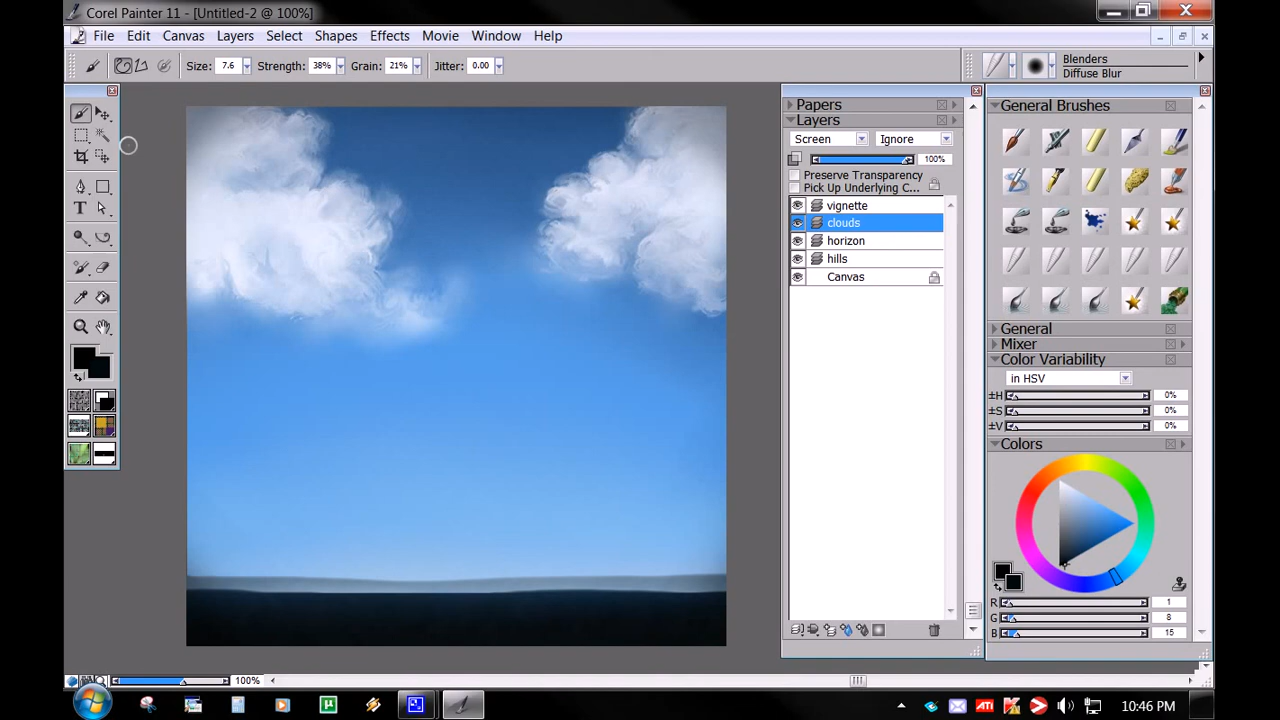 Corel Painter 11 - [Untitled-2 @ 100%]
File Edit Canvas Layers Select Shapes Effects Movie Window Help
Size: 7.6 Strength: 38% Grain: 21% Jitter: 0.00
Blenders
Diffuse Blur
Papers
Layers
Screen Ignore
100%
Preserve Transparency
Pick Up Underlying C...
vignette
clouds
horizon
hills
Canvas
General Brushes
General
Mixer
Color Variability
in HSV
±H 0%
±S 0%
±V 0%
Colors
R 1
G 8
B 15
T
100%
ATI
10:46 PM